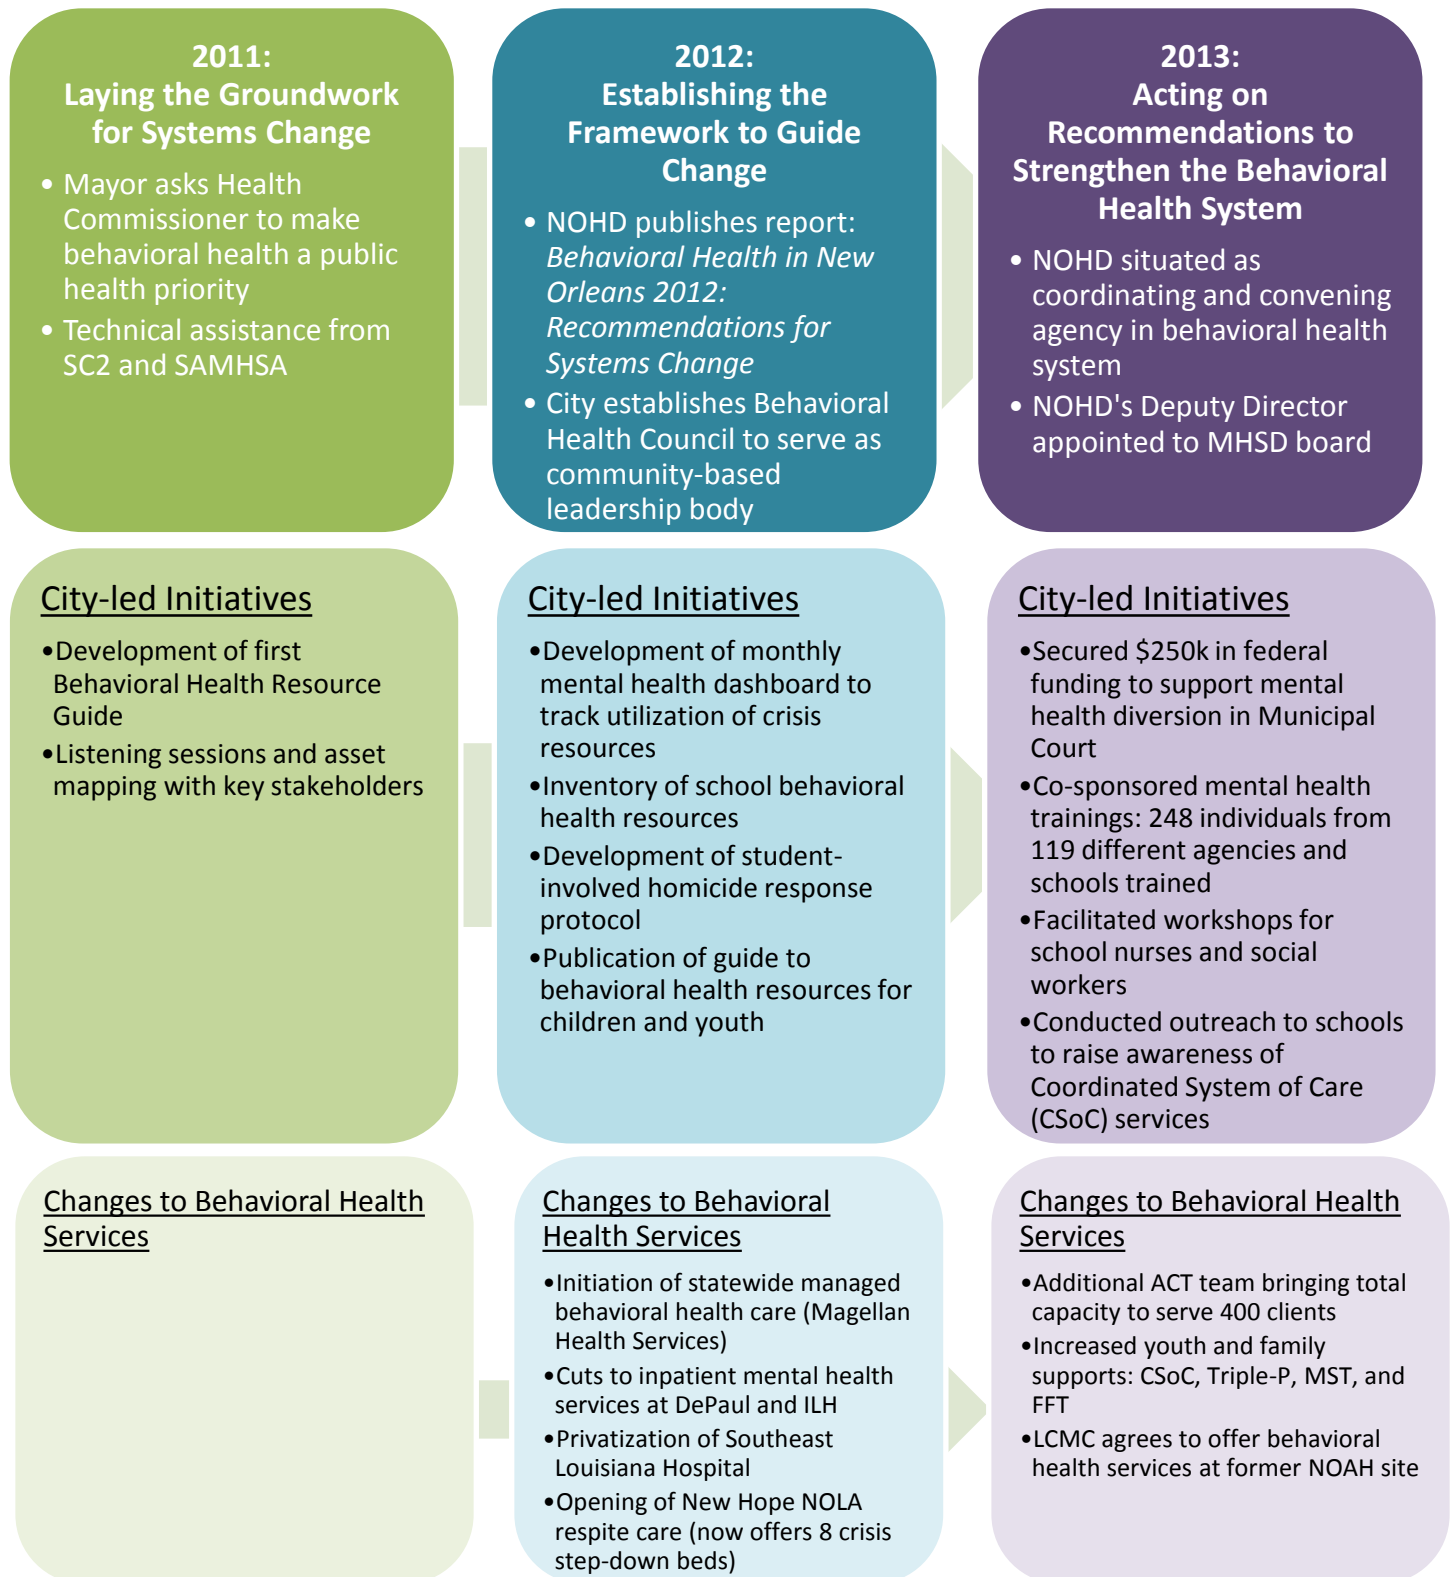 2011:
Laying the Groundwork
for Systems Change
• Mayor asks Health
Commissioner to make
behavioral health a public
health priority
• Technical assistance from
SC2 and SAMHSA
2012:
Establishing the
Framework to Guide
Change
• NOHD publishes report:
Behavioral Health in New
Orleans 2012:
Recommendations for
Systems Change
• City establishes Behavioral
Health Council to serve as
community-based
leadership body
2013:
Acting on
Recommendations to
Strengthen the Behavioral
Health System
• NOHD situated as
coordinating and convening
agency in behavioral health
system
• NOHD's Deputy Director
appointed to MHSD board
City-led Initiatives
•Development of first
Behavioral Health Resource
Guide
•Listening sessions and asset
mapping with key stakeholders
City-led Initiatives
•Development of monthly
mental health dashboard to
track utilization of crisis
resources
•Inventory of school behavioral
health resources
•Development of student-
involved homicide response
protocol
•Publication of guide to
behavioral health resources for
children and youth
City-led Initiatives
•Secured $250k in federal
funding to support mental
health diversion in Municipal
Court
•Co-sponsored mental health
trainings: 248 individuals from
119 different agencies and
schools trained
•Facilitated workshops for
school nurses and social
workers
•Conducted outreach to schools
to raise awareness of
Coordinated System of Care
(CSoC) services
Changes to Behavioral Health
Services
Changes to Behavioral
Health Services
•Initiation of statewide managed
behavioral health care (Magellan
Health Services)
•Cuts to inpatient mental health
services at DePaul and ILH
•Privatization of Southeast
Louisiana Hospital
•Opening of New Hope NOLA
respite care (now offers 8 crisis
step-down beds)
Changes to Behavioral Health
Services
•Additional ACT team bringing total
capacity to serve 400 clients
•Increased youth and family
supports: CSoC, Triple-P, MST, and
FFT
•LCMC agrees to offer behavioral
health services at former NOAH site